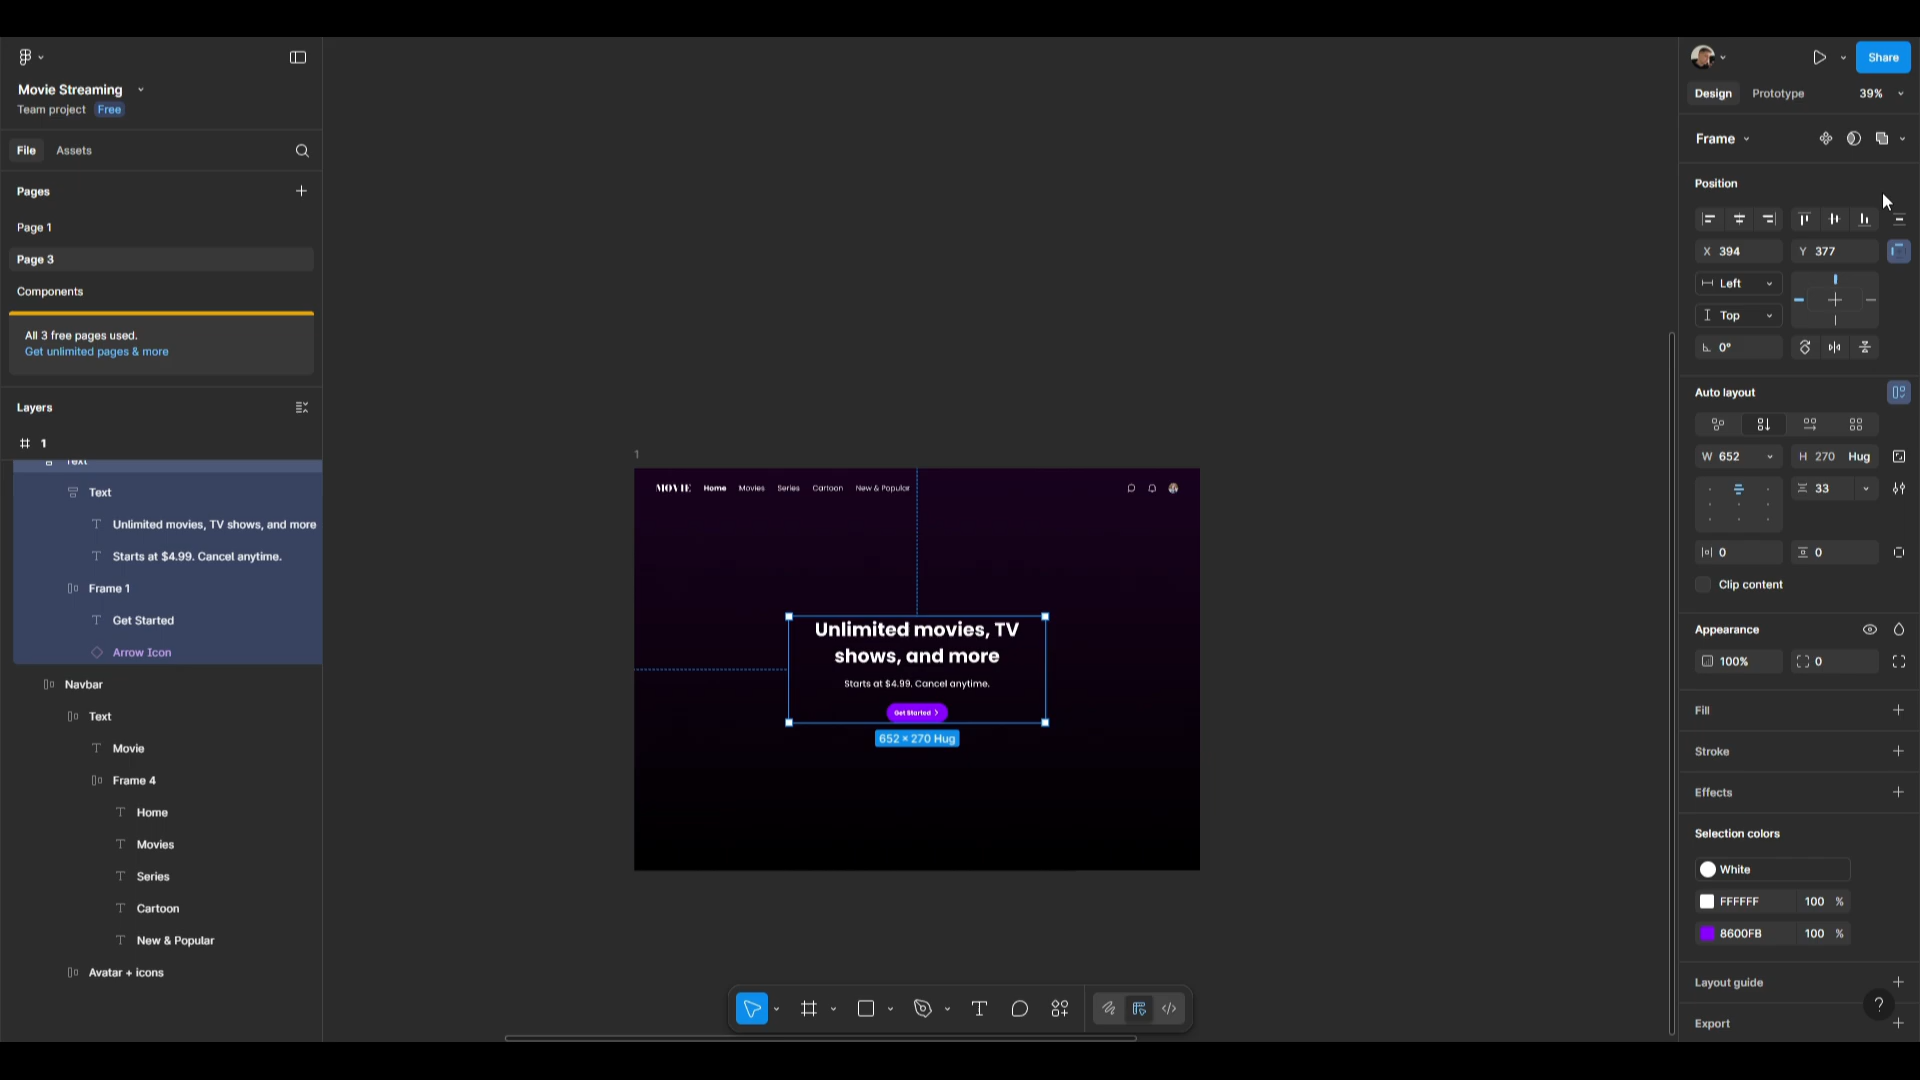 Movie Streaming
Team project Free
File Assets
Pages
Page 1
Page 3
Components
All 3 free pages used.
Get unlimited pages & more
Layers
1
Text
Text
Unlimited movies, TV shows, and more
Starts at $4.99. Cancel anytime.
Frame 1
Get Started
Arrow Icon
Navbar
Text
Movie
Frame 4
Home
Movies
Series
Cartoon
New & Popular
Avatar + icons
1
MOVIE Home Movies Series Cartoon New & Popular
Unlimited movies, TV
shows, and more
Starts at $4.99. Cancel anytime.
Get Started
652 × 270 Hug
Share
Design Prototype 39%
Frame
Position
X 394 Y 377
Left
Top
0°
Auto layout
W 652 H 270 Hug
33
0 0
Clip content
Appearance
100% 0
Fill
Stroke
Effects
Selection colors
White
FFFFFF 100 %
8600FB 100 %
Layout guide
?
Export